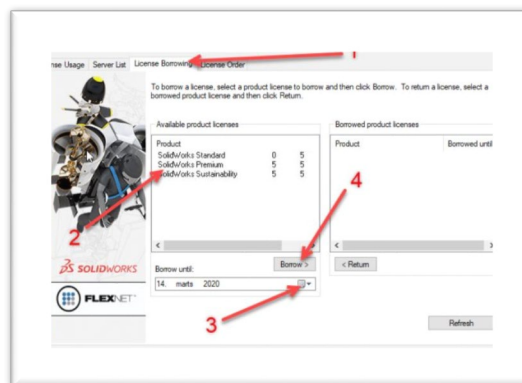 1
nse Usage Server List License Borrowing License Order
To borrow a license, select a product license to borrow and then click Borrow. To return a license, select a
borrowed product license and then click Return.
Available product licenses Borrowed product licenses
Product Product Borrowed until
SolidWorks Standard 0 5
SolidWorks Premium 5 5
SolidWorks Sustainability 5 5
2
4
< > <
Borrow > < Return
Borrow until:
14. marts 2020
3
SOLIDWORKS
FLEXNET
Refresh